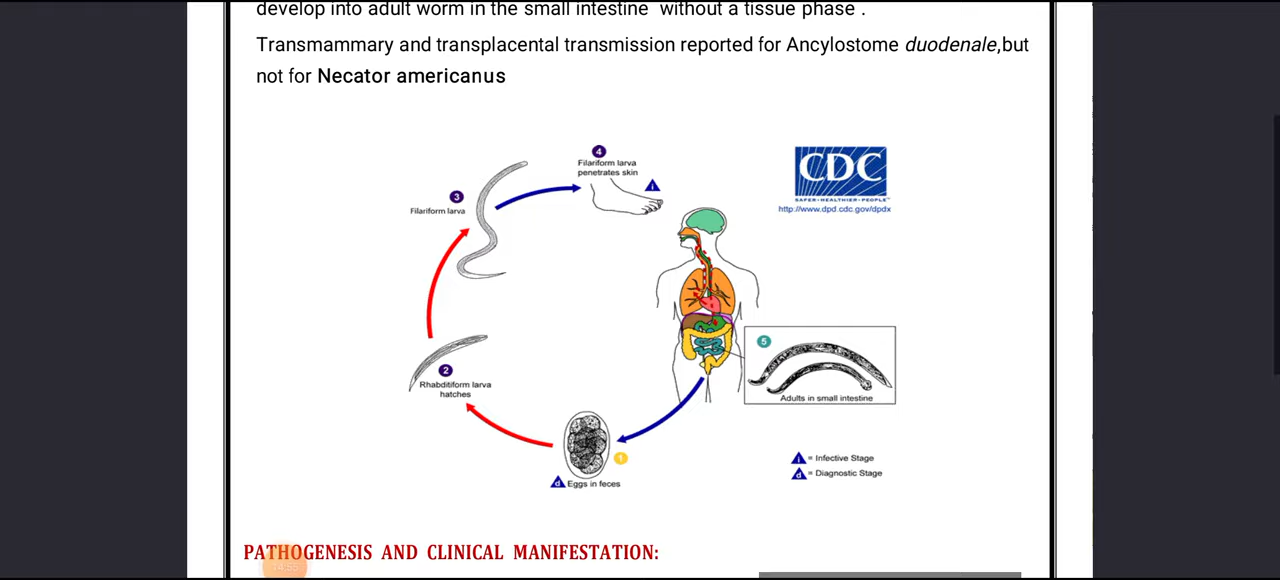 develop into adult worm in the small intestine without a tissue phase .
Transmammary and transplacental transmission reported for Ancylostome duodenale,but
not for Necator americanus
4
Filariform larva
penetrates skin
i
CDC
SAFER·HEALTHIER·PEOPLE™
http://www.dpd.cdc.gov/dpdx
3
Filariform larva
5
Adults in small intestine
2
Rhabditiform larva
hatches
1
d Eggs in feces
i = Infective Stage
d = Diagnostic Stage
PATHOGENESIS AND CLINICAL MANIFESTATION:
14:55